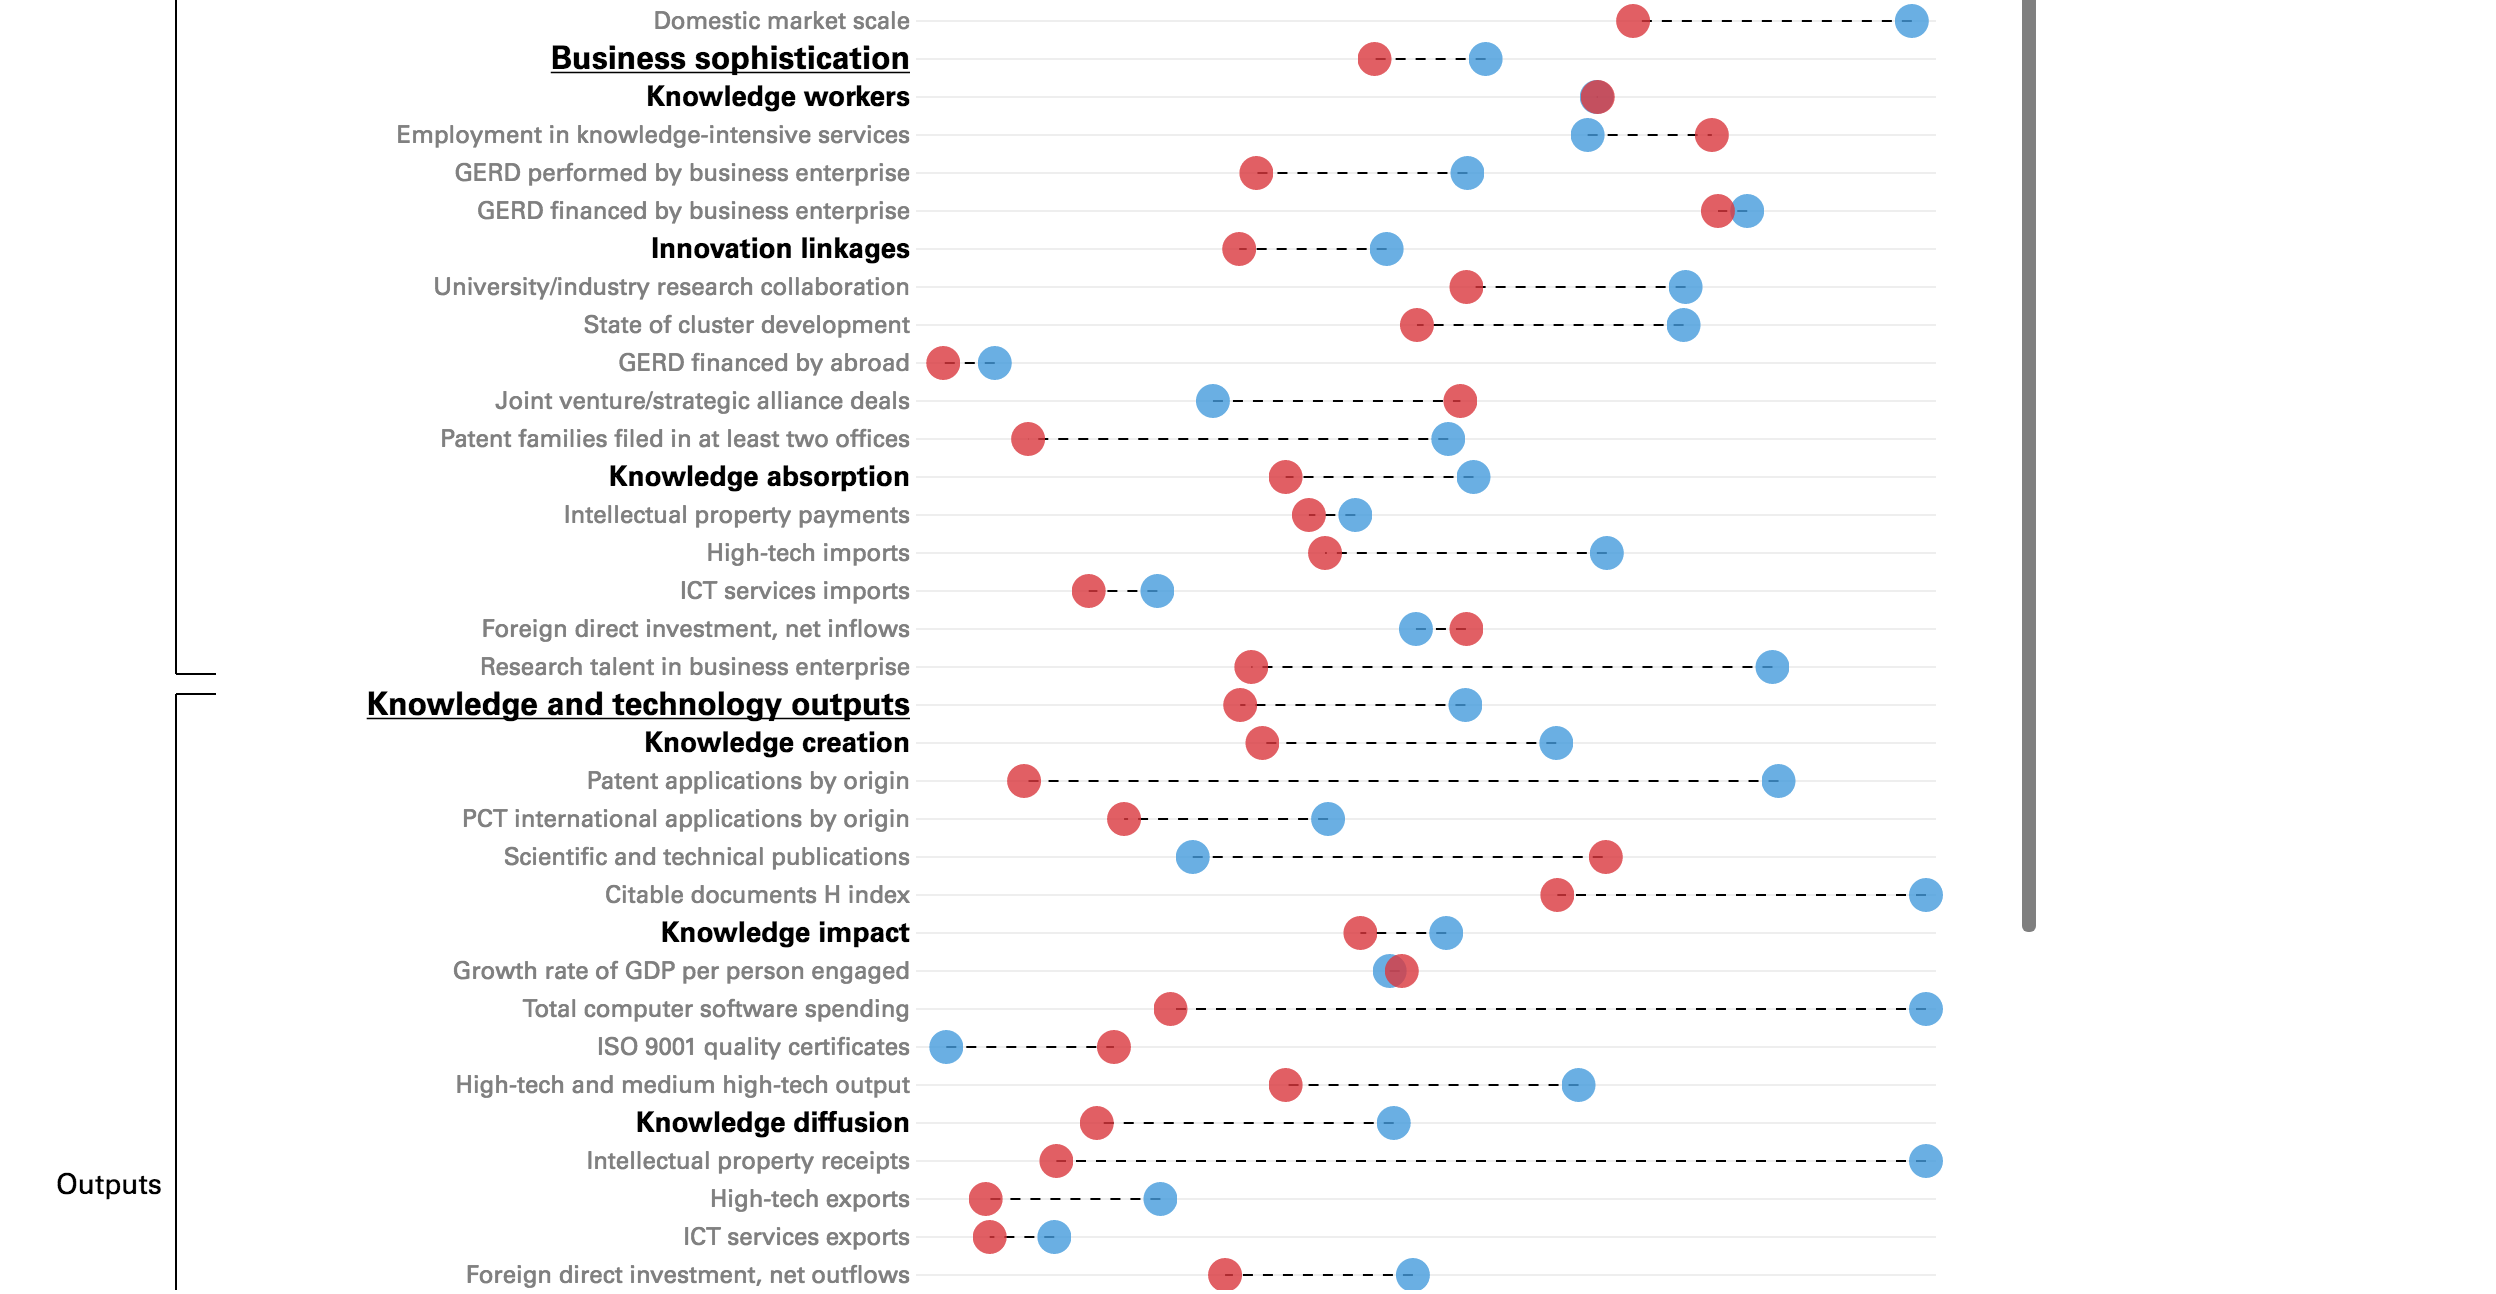 Domestic market scale
Business sophistication
Knowledge workers
Employment in knowledge-intensive services
GERD performed by business enterprise
GERD financed by business enterprise
Innovation linkages
University/industry research collaboration
State of cluster development
GERD financed by abroad
Joint venture/strategic alliance deals
Patent families filed in at least two offices
Knowledge absorption
Intellectual property payments
High-tech imports
ICT services imports
Foreign direct investment, net inflows
Research talent in business enterprise
Knowledge and technology outputs
Knowledge creation
Patent applications by origin
PCT international applications by origin
Scientific and technical publications
Citable documents H index
Knowledge impact
Growth rate of GDP per person engaged
Total computer software spending
ISO 9001 quality certificates
High-tech and medium high-tech output
Knowledge diffusion
Intellectual property receipts
Outputs
High-tech exports
ICT services exports
Foreign direct investment, net outflows